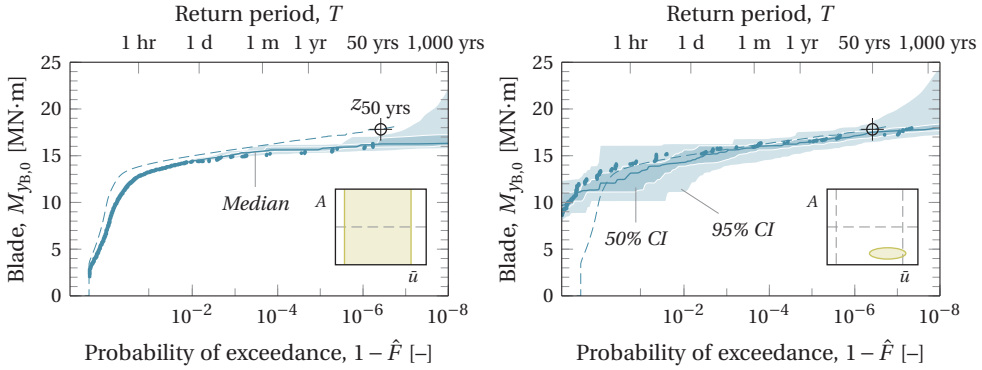 Return period, T
1 hr 1 d 1 m 1 yr 50 yrs 1,000 yrs
Blade, M_{y_{B,0}} [MN·m]
25
20
15
10
5
0
z_{50 yrs}
Median
A
ū
10⁻² 10⁻⁴ 10⁻⁶ 10⁻⁸
Probability of exceedance, 1 − F̂ [–]
Return period, T
1 hr 1 d 1 m 1 yr 50 yrs 1,000 yrs
Blade, M_{y_{B,0}} [MN·m]
25
20
15
10
5
0
50% CI
95% CI
A
ū
10⁻² 10⁻⁴ 10⁻⁶ 10⁻⁸
Probability of exceedance, 1 − F̂ [–]